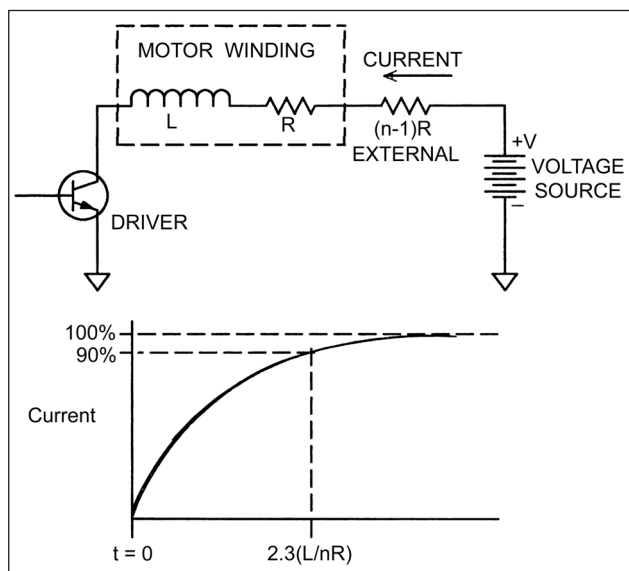 MOTOR WINDING
CURRENT
L
R
(n-1)R
EXTERNAL
+V
VOLTAGE
SOURCE
–
DRIVER
100%
90%
Current
t = 0
2.3(L/nR)